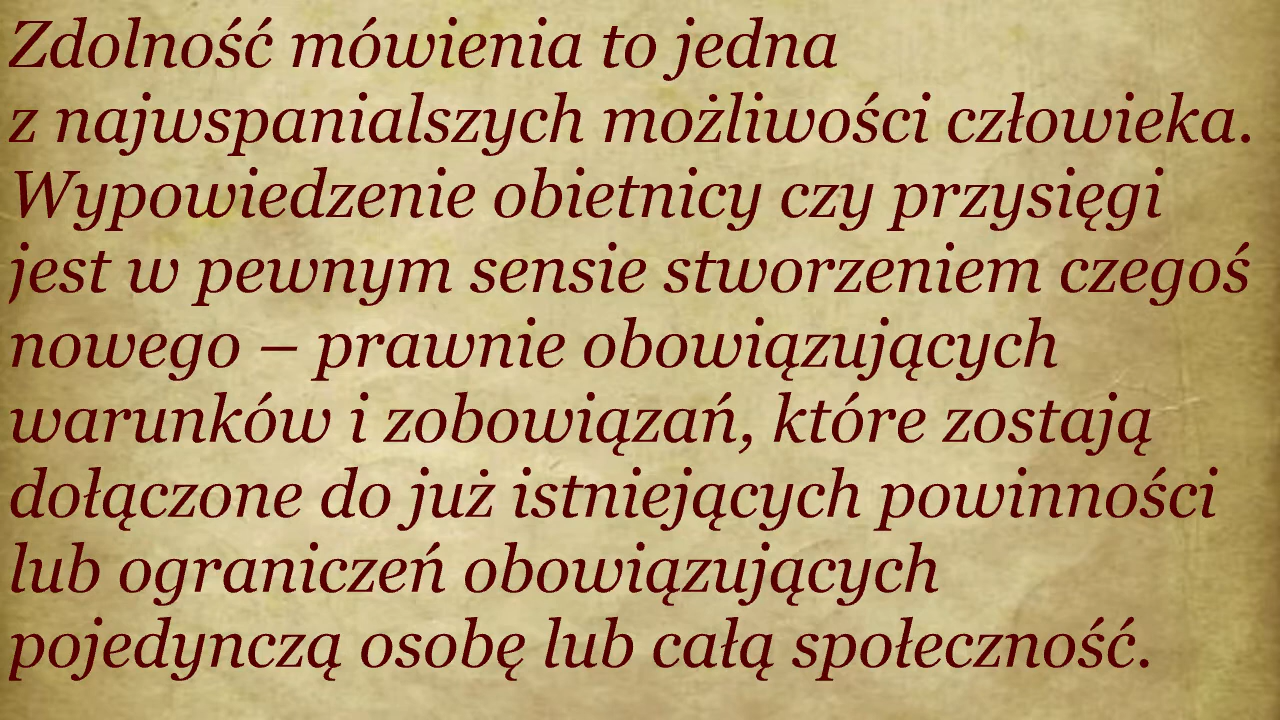 Zdolność mówienia to jedna
z najwspanialszych możliwości człowieka.
Wypowiedzenie obietnicy czy przysięgi
jest w pewnym sensie stworzeniem czegoś
nowego – prawnie obowiązujących
warunków i zobowiązań, które zostają
dołączone do już istniejących powinności
lub ograniczeń obowiązujących
pojedynczą osobę lub całą społeczność.